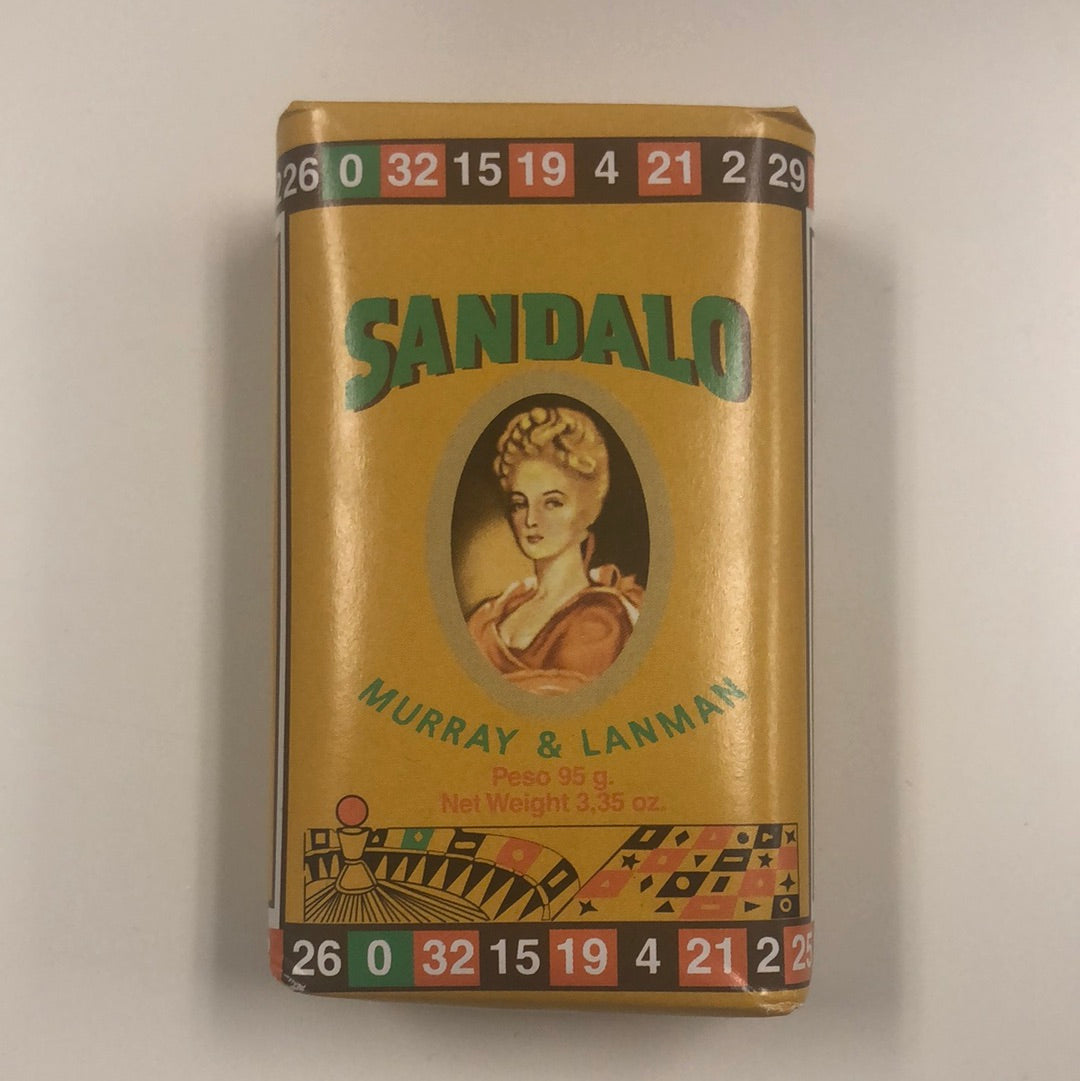 26 0 32 15 19 4 21 2 29
SANDALO
MURRAY & LANMAN
Peso 95 g.
Net Weight 3,35 oz.
26 0 32 15 19 4 21 2 25